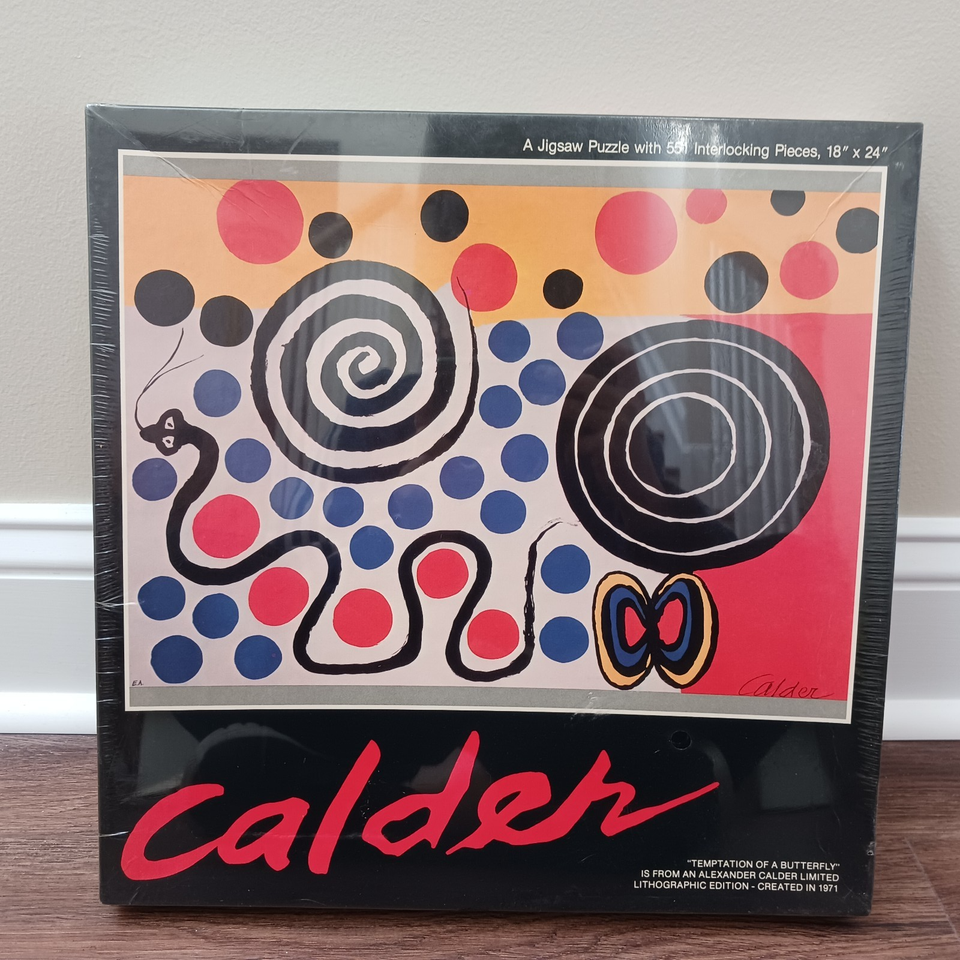 A Jigsaw Puzzle with 551 Interlocking Pieces, 18″ x 24″
EA
Calder
calder
"TEMPTATION OF A BUTTERFLY"
IS FROM AN ALEXANDER CALDER LIMITED
LITHOGRAPHIC EDITION - CREATED IN 1971